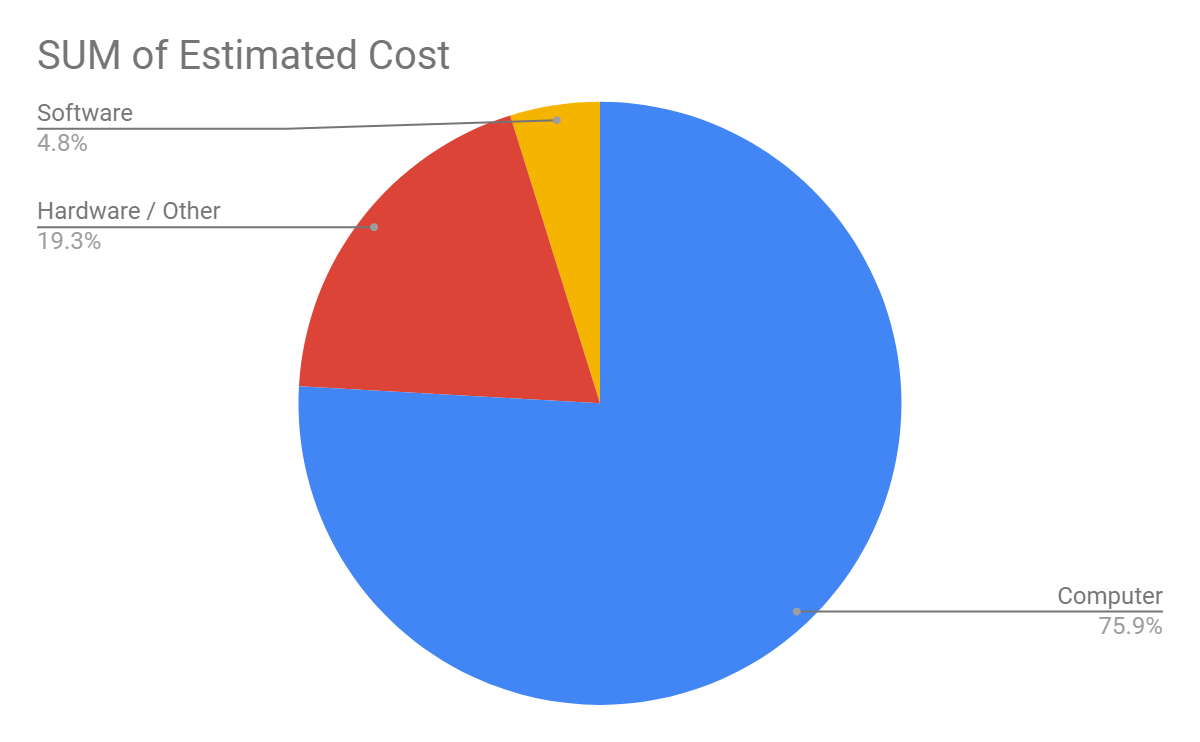 SUM of Estimated Cost
Software
4.8%
Hardware / Other
19.3%
Computer
75.9%